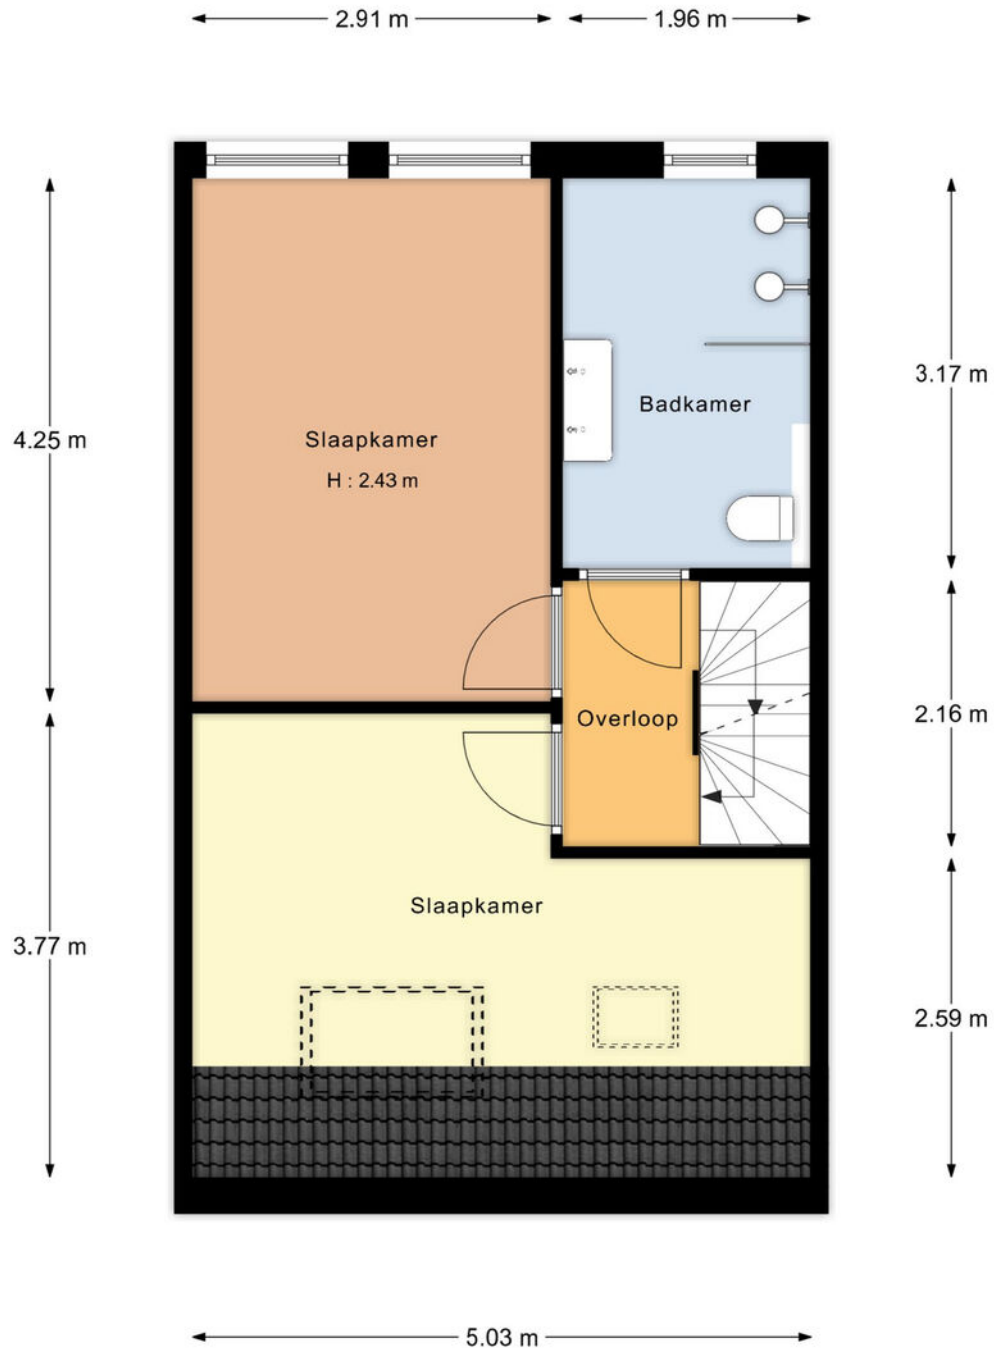 2.91 m
1.96 m
4.25 m
3.17 m
Badkamer
Slaapkamer
H : 2.43 m
Overloop
2.16 m
Slaapkamer
3.77 m
2.59 m
5.03 m